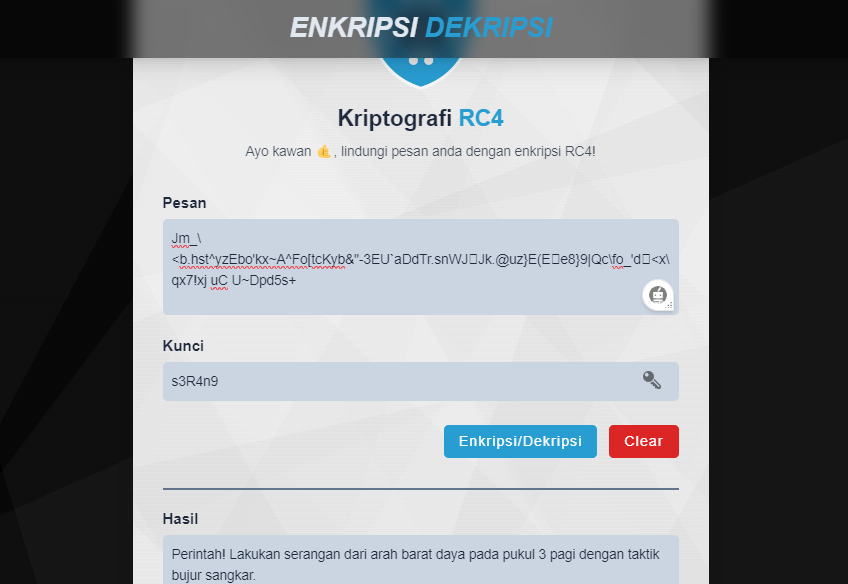 ENKRIPSI DEKRIPSI
Kriptografi RC4
Ayo kawan 👍, lindungi pesan anda dengan enkripsi RC4!
Pesan
Jm_\
<b.hst^yzEbo'kx~A^Fo[tcKyb&"-3EU`aDdTr.snWJ□Jk.@uz}E(E□e8}9|Qc\fo_'d□<x\
qx7!xj uC U~Dpd5s+
Kunci
s3R4n9
Enkripsi/Dekripsi
Clear
Hasil
Perintah! Lakukan serangan dari arah barat daya pada pukul 3 pagi dengan taktik
bujur sangkar.